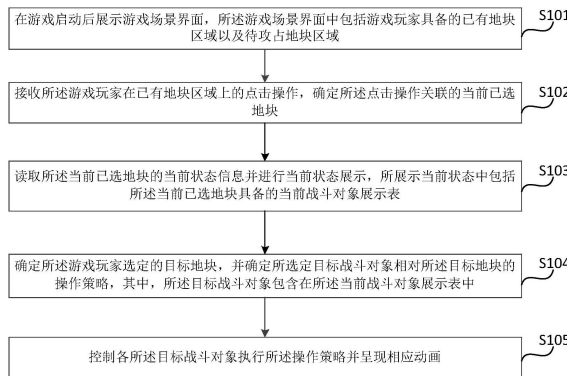 在游戏启动后展示游戏场景界面，所述游戏场景界面中包括游戏玩家具备的已有地块
区域以及待攻占地块区域
S101
接收所述游戏玩家在已有地块区域上的点击操作，确定所述点击操作关联的当前已选
地块
S102
读取所述当前已选地块的当前状态信息并进行当前状态展示，所展示当前状态中包括
所述当前已选地块具备的当前战斗对象展示表
S103
确定所述游戏玩家选定的目标地块，并确定所选定目标战斗对象相对所述目标地块的
操作策略，其中，所述目标战斗对象包含在所述当前战斗对象展示表中
S104
控制各所述目标战斗对象执行所述操作策略并呈现相应动画
S105